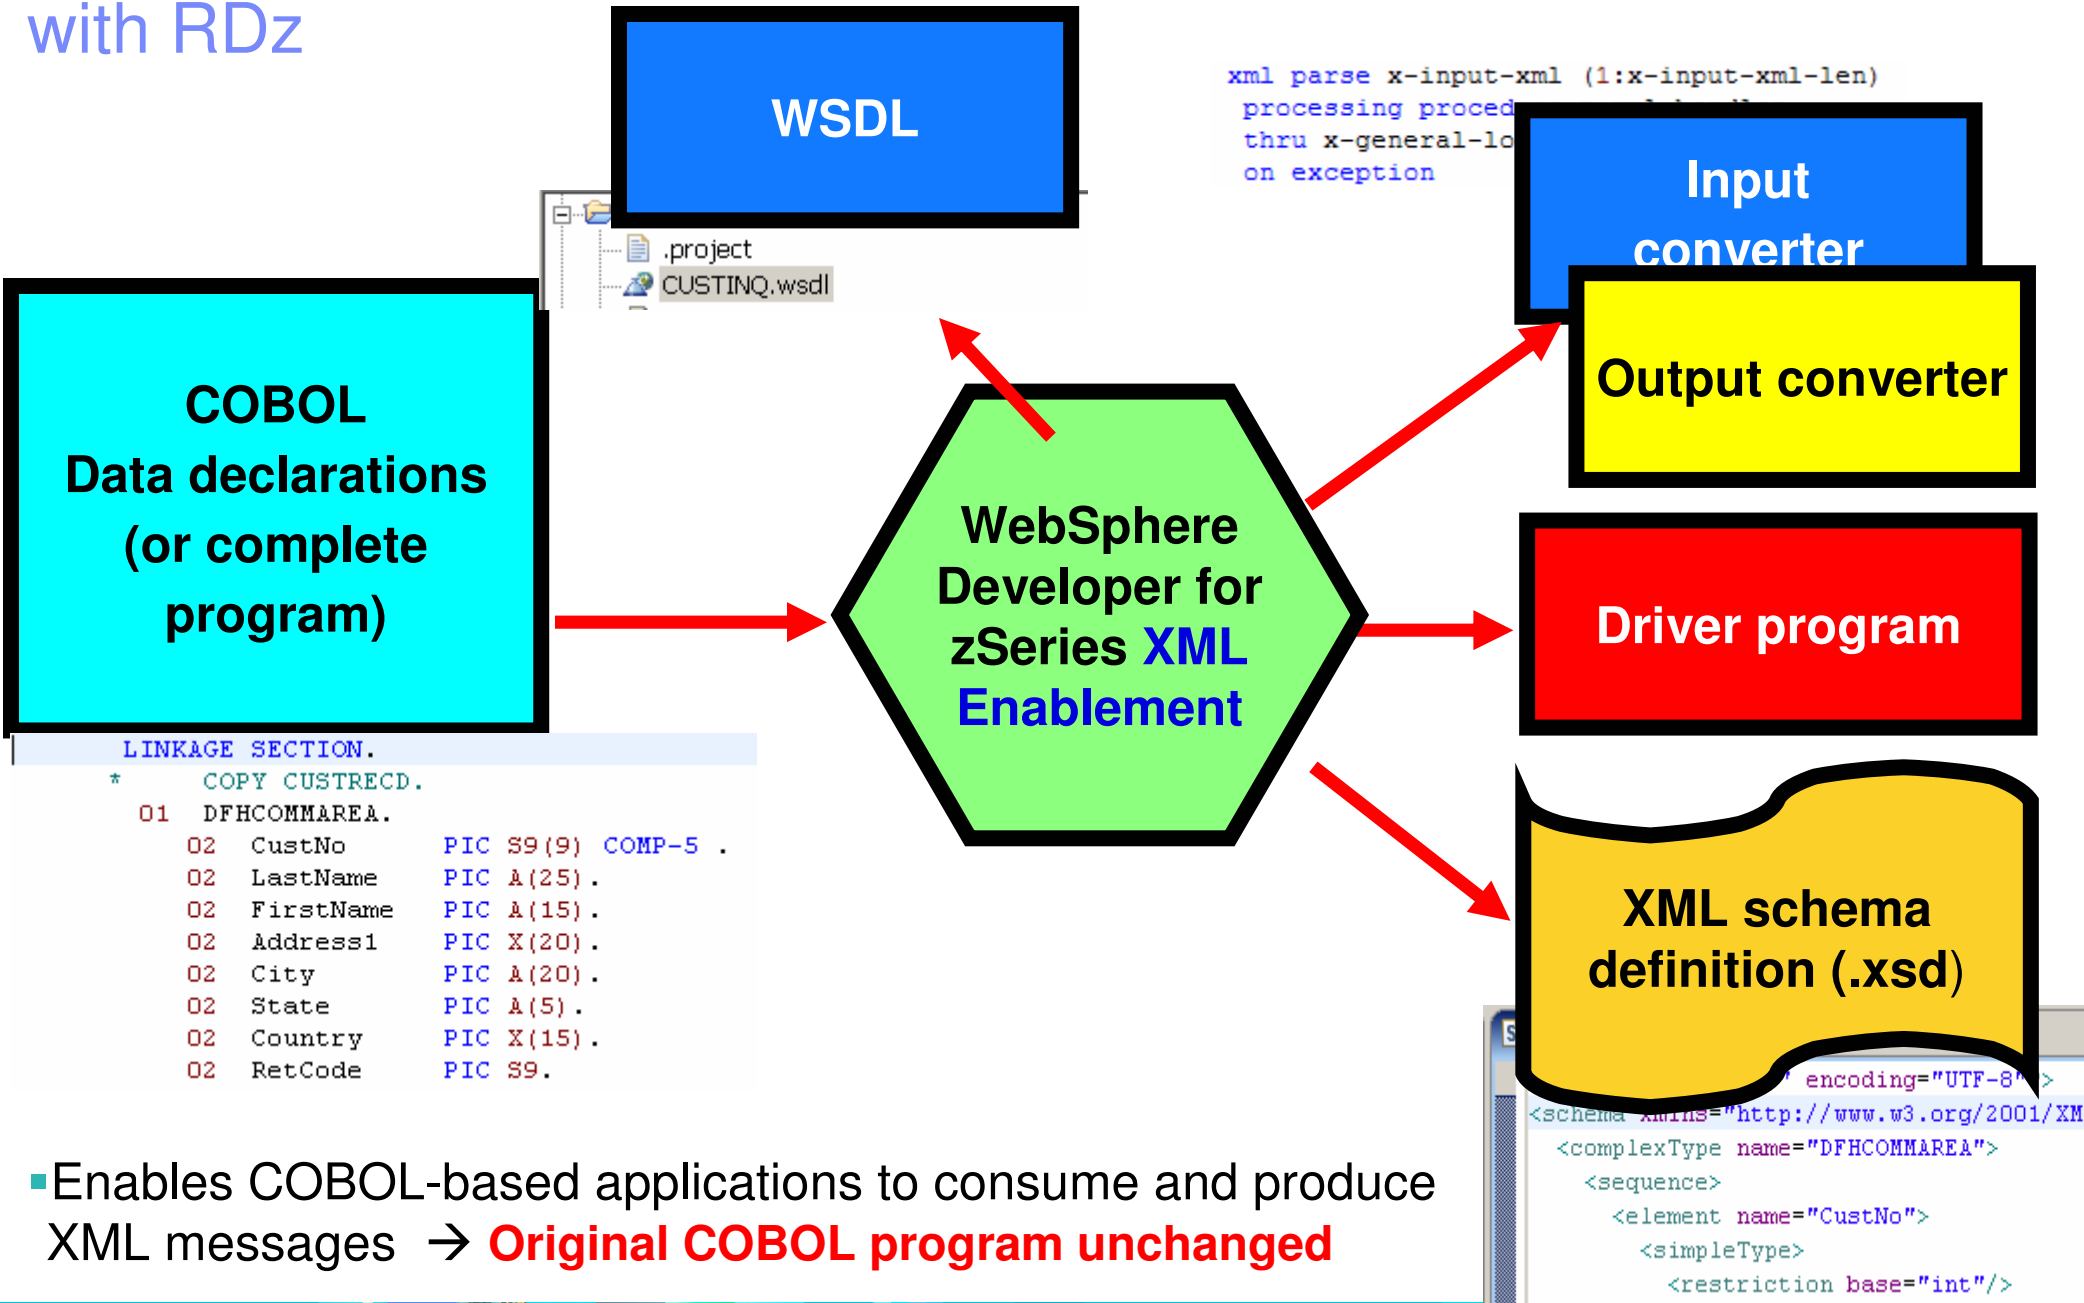 with RDz
WSDL
.project
CUSTINQ.wsdl
xml parse x-input-xml (1:x-input-xml-len)
processing
thru
on exception
Input
converter
Output converter
COBOL
Data declarations
(or complete
program)
WebSphere
Developer for
zSeries XML
Enablement
Driver program
XML schema
definition (.xsd)
LINKAGE SECTION.
* COPY CUSTRECD.
01 DFHCOMMAREA.
02 CustNo PIC S9(9) COMP-5 .
02 LastName PIC A(25).
02 FirstName PIC A(15).
02 Address1 PIC X(20).
02 City PIC A(20).
02 State PIC A(5).
02 Country PIC X(15).
02 RetCode PIC S9.
" encoding="UTF-8" >
<schema xmlns="http://www.w3.org/2001/XM
<complexType name="DFHCOMMAREA">
<sequence>
<element name="CustNo">
<simpleType>
<restriction base="int"/>
▪Enables COBOL-based applications to consume and produce
XML messages → Original COBOL program unchanged